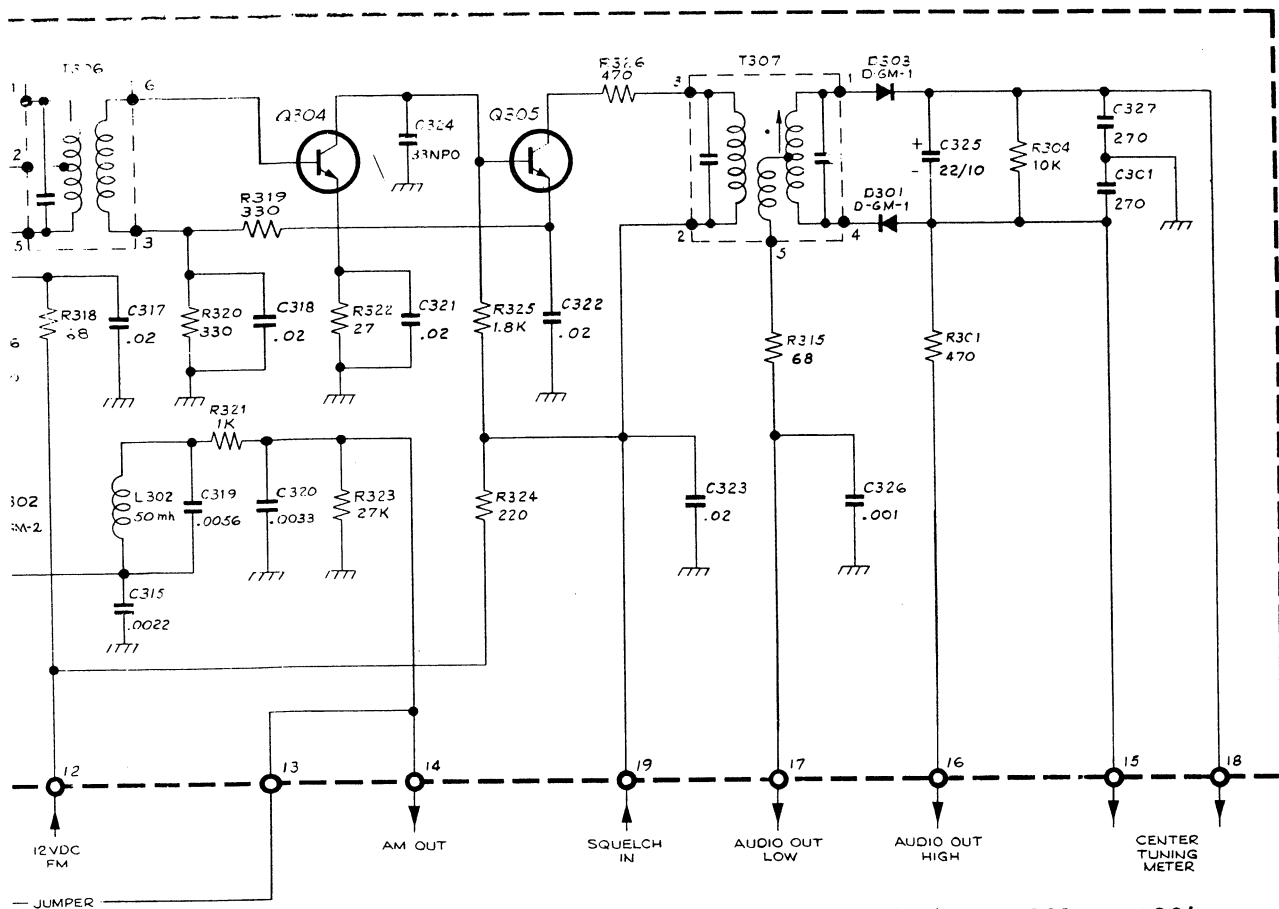 T306
1
6
2
5
3
Q304
C324
33NPO
Q305
R326
470
T307
3
1
2
5
4
D303
D-GM-1
D301
D-GM-1
C325
22/10
+
-
R304
10K
C327
270
C301
270
R319
330
R318
68
C317
.02
R320
330
C318
.02
R322
27
C321
.02
R325
1.8K
C322
.02
R315
68
R301
470
R321
1K
302
GM-2
L302
50mh
C319
.0056
C320
.0033
R323
27K
R324
220
C323
.02
C326
.001
C315
.0022
12
13
14
19
17
16
15
18
12VDC
FM
AM OUT
SQUELCH
IN
AUDIO OUT
LOW
AUDIO OUT
HIGH
CENTER
TUNING
METER
JUMPER